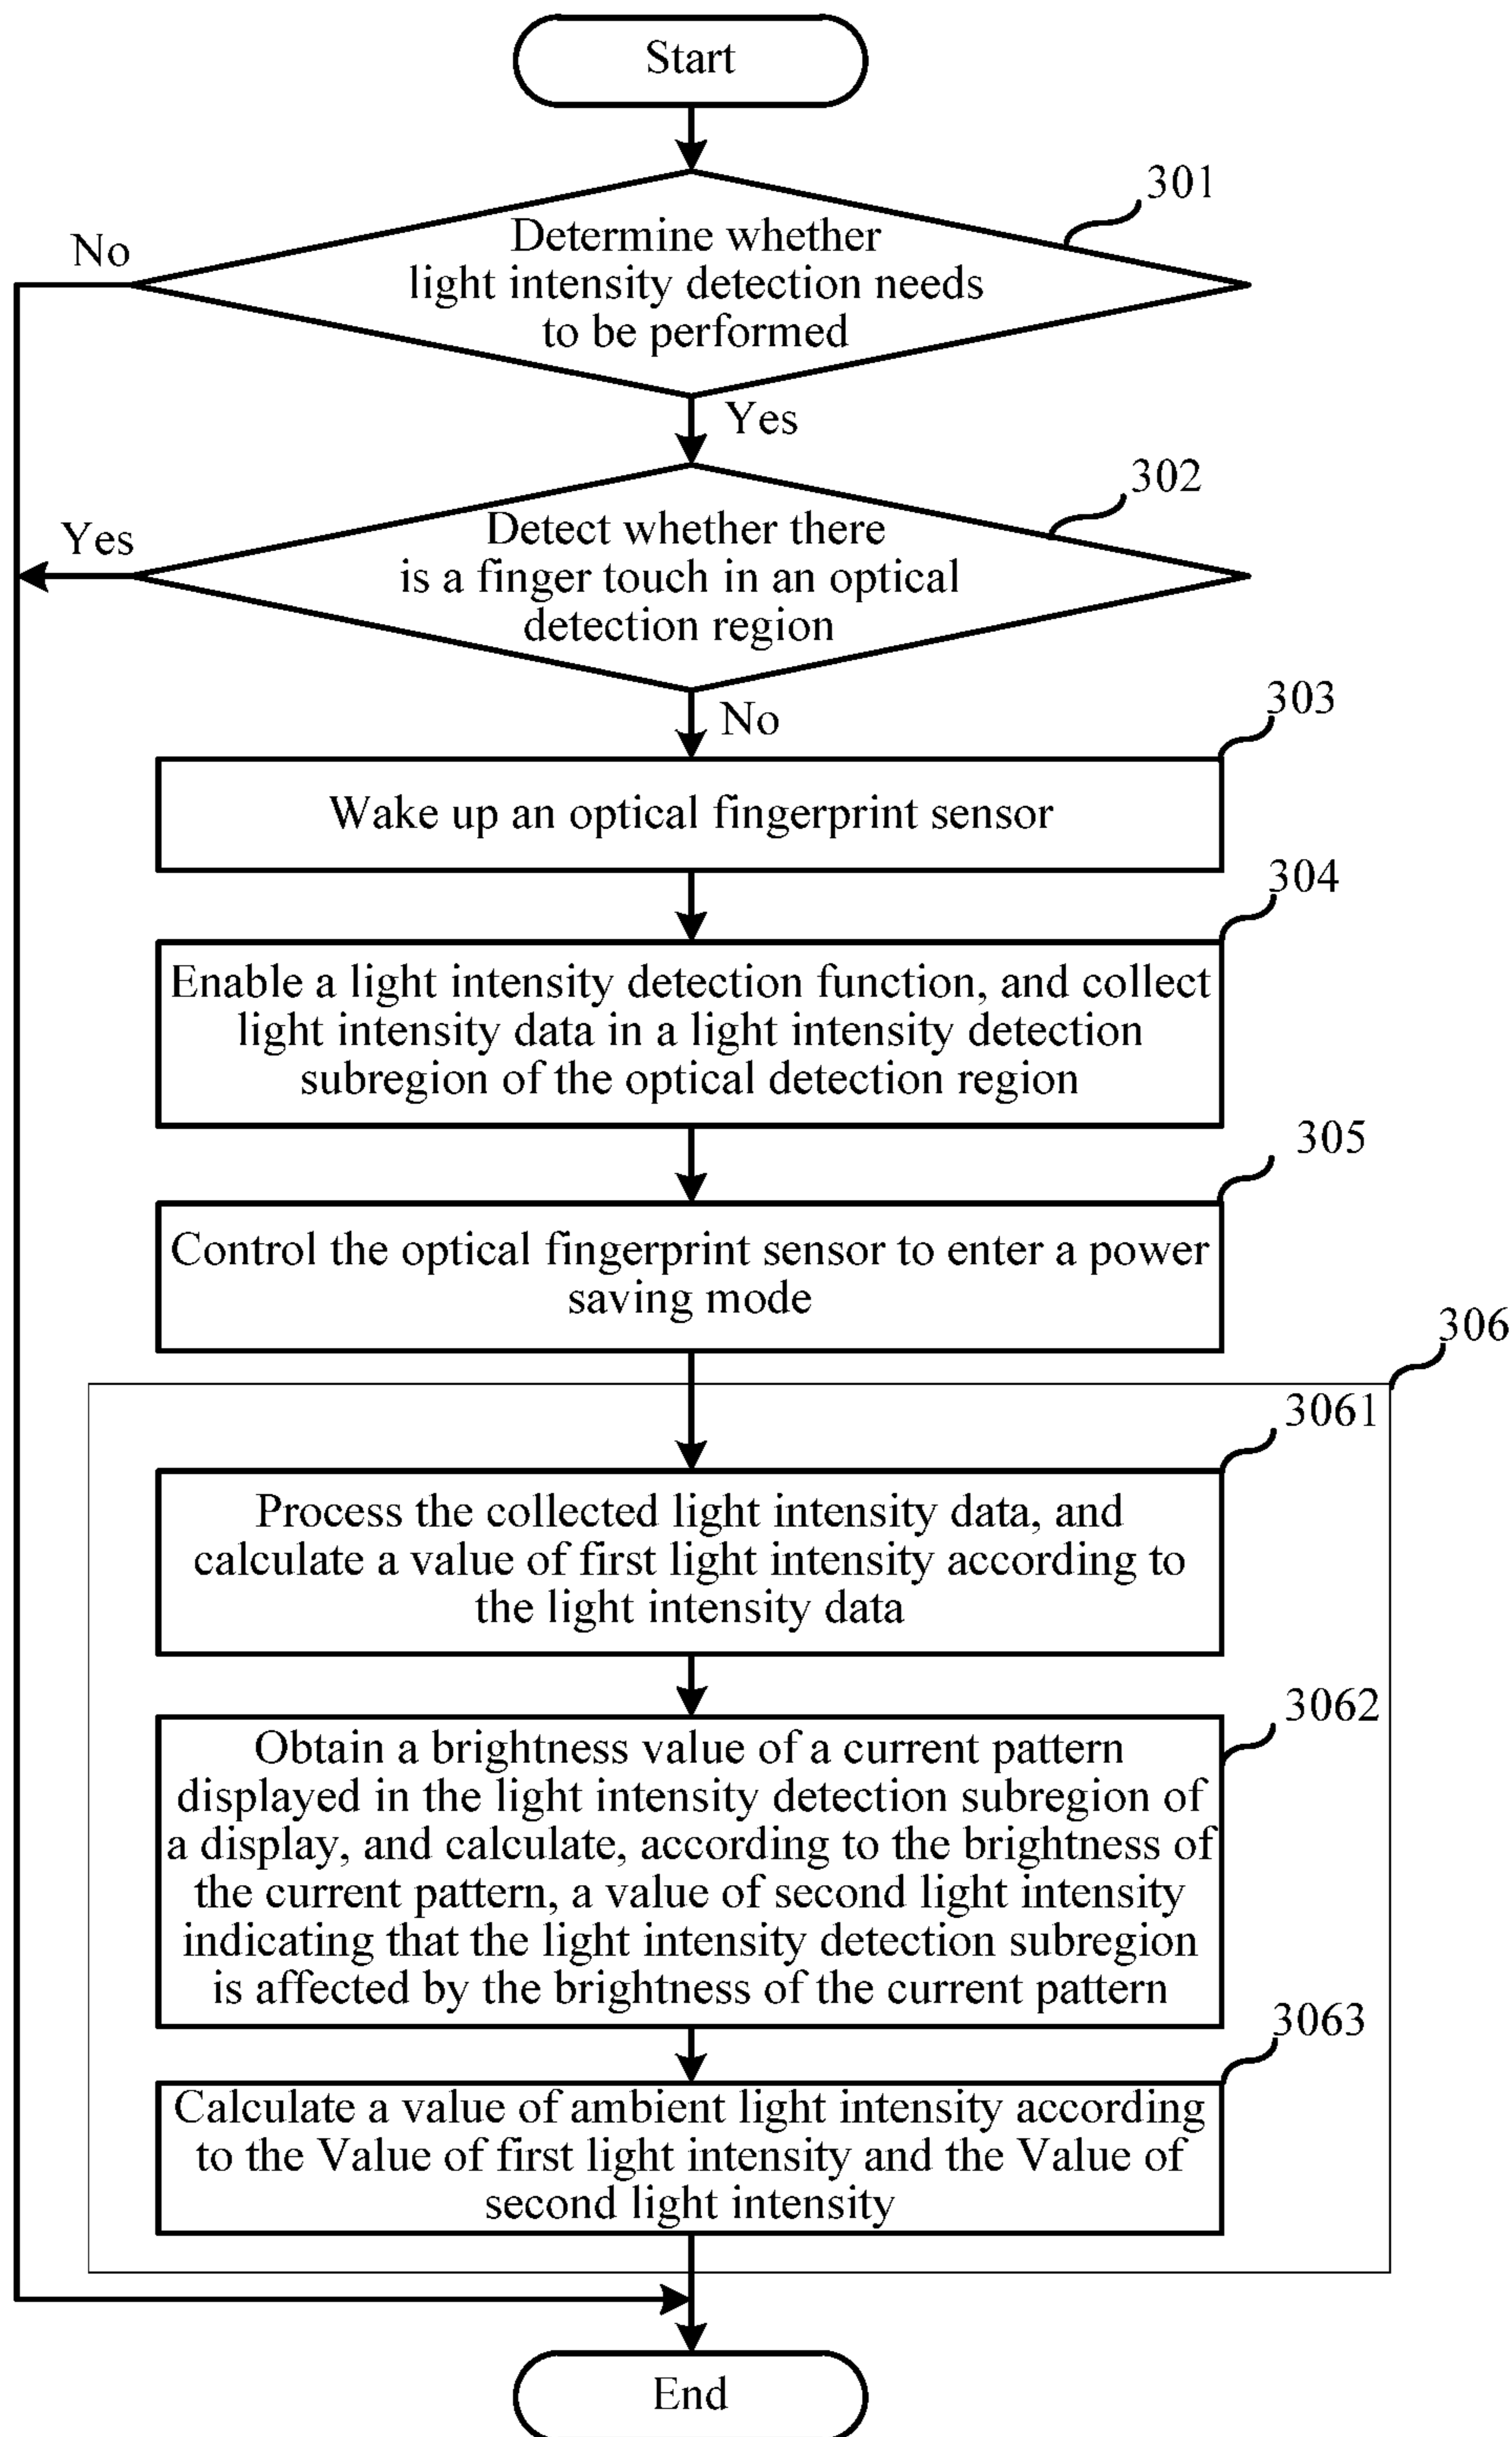 Start
301
Determine whether
light intensity detection needs
to be performed
No
Yes
302
Detect whether there
is a finger touch in an optical
detection region
Yes
No
303
Wake up an optical fingerprint sensor
304
Enable a light intensity detection function, and collect
light intensity data in a light intensity detection
subregion of the optical detection region
305
Control the optical fingerprint sensor to enter a power
saving mode
306
3061
Process the collected light intensity data, and
calculate a value of first light intensity according to
the light intensity data
3062
Obtain a brightness value of a current pattern
displayed in the light intensity detection subregion of
a display, and calculate, according to the brightness of
the current pattern, a value of second light intensity
indicating that the light intensity detection subregion
is affected by the brightness of the current pattern
3063
Calculate a value of ambient light intensity according
to the Value of first light intensity and the Value of
second light intensity
End